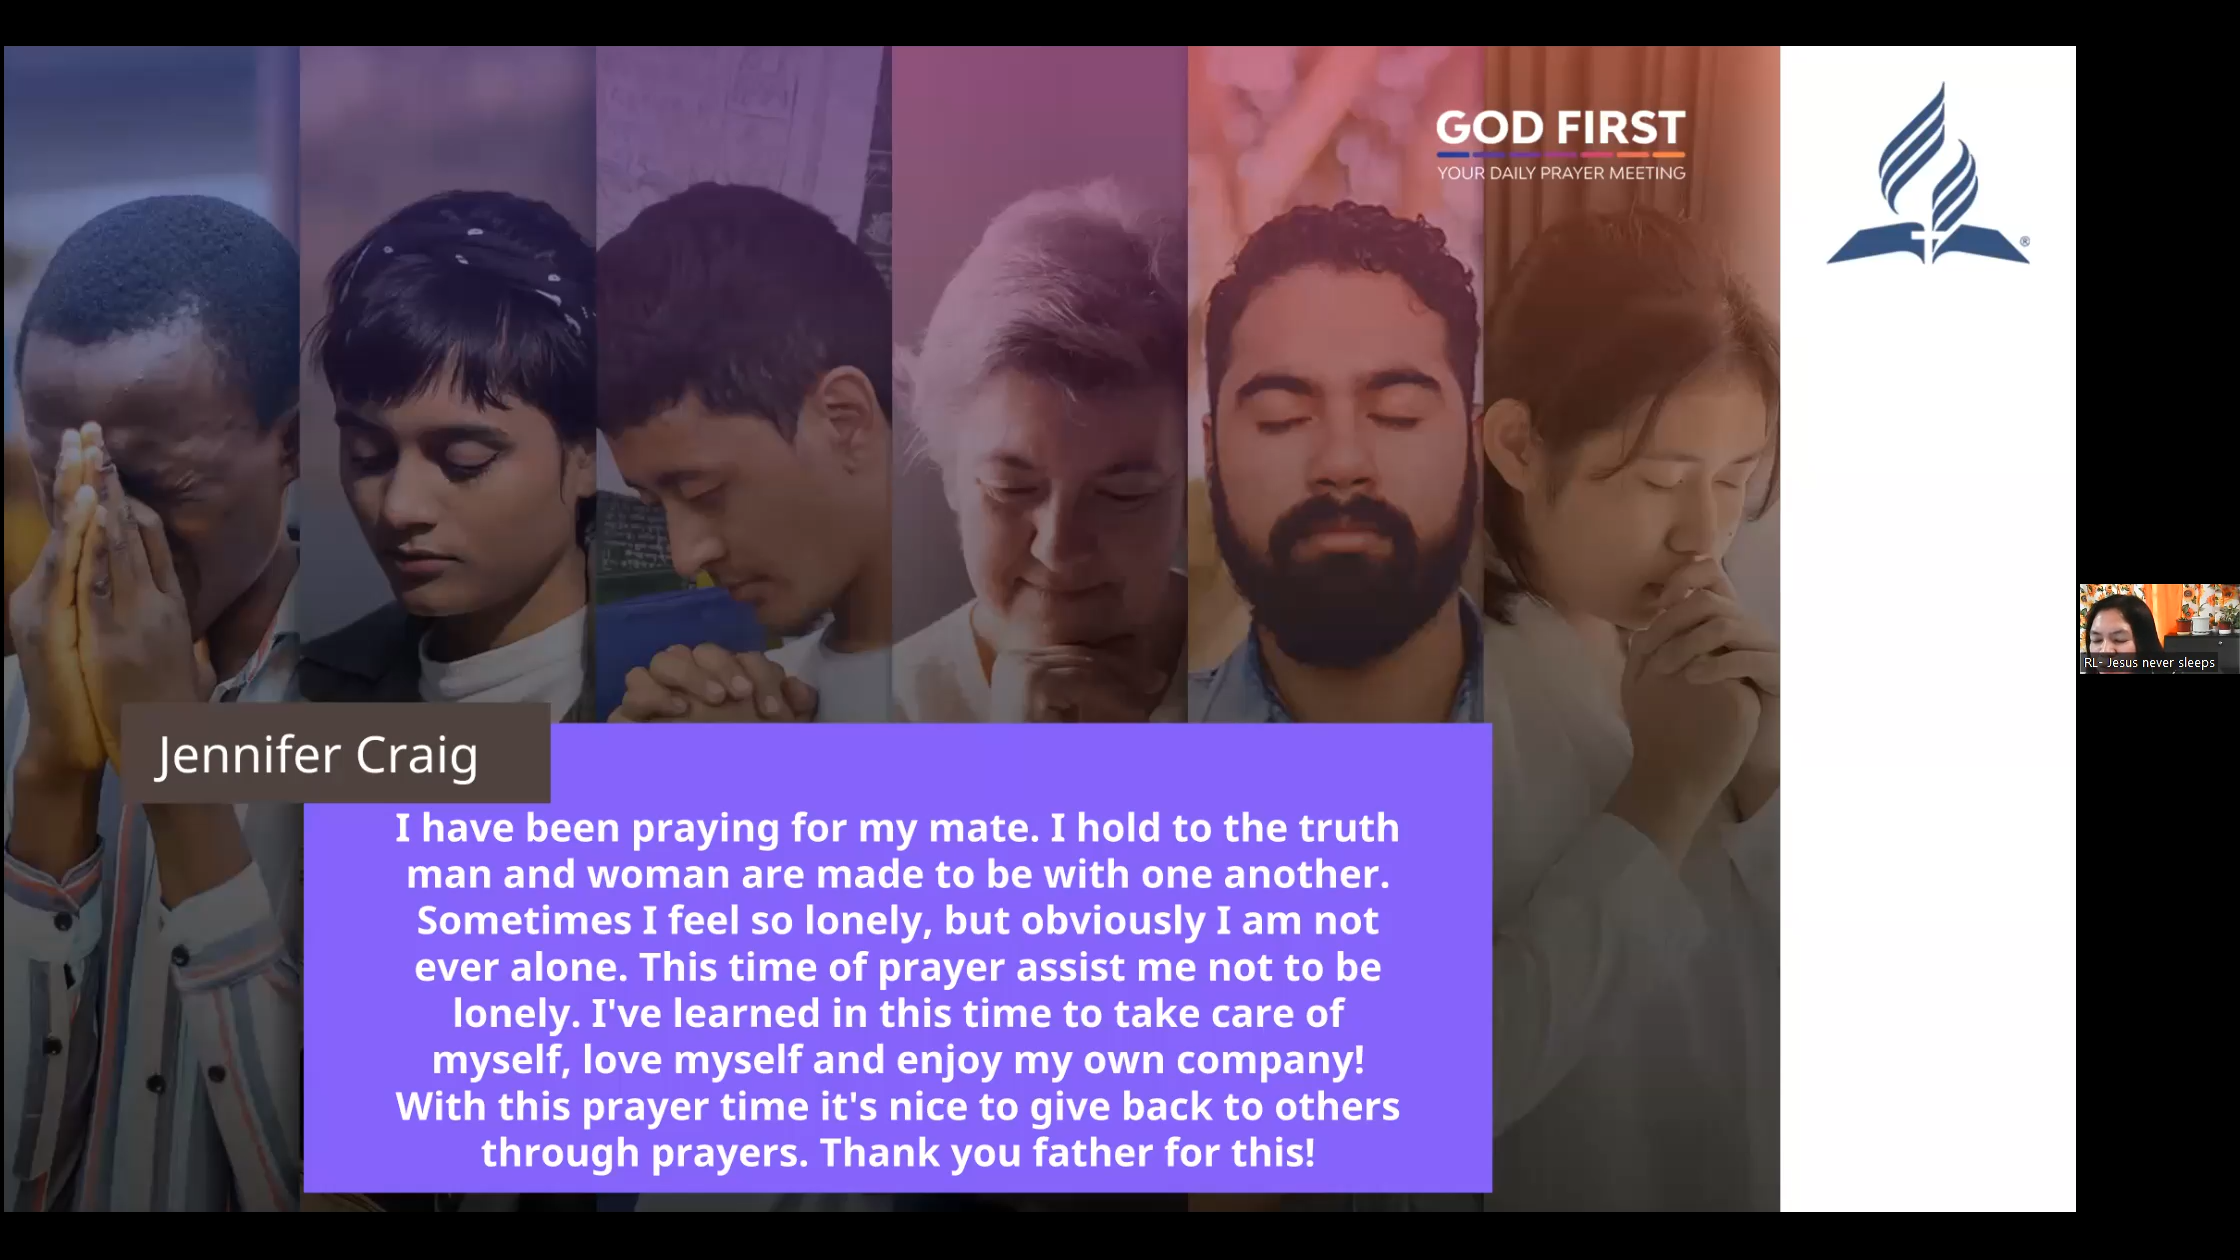 GOD FIRST
YOUR DAILY PRAYER MEETING
®
RL- Jesus never sleeps
Jennifer Craig
I have been praying for my mate. I hold to the truth
man and woman are made to be with one another.
Sometimes I feel so lonely, but obviously I am not
ever alone. This time of prayer assist me not to be
lonely. I've learned in this time to take care of
myself, love myself and enjoy my own company!
With this prayer time it's nice to give back to others
through prayers. Thank you father for this!